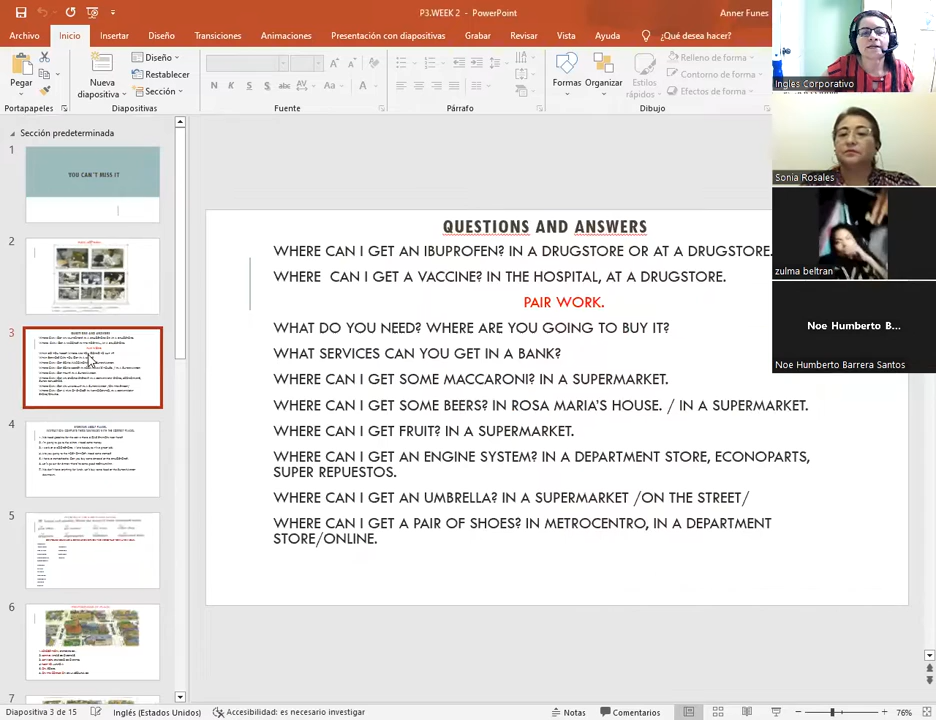 P3.WEEK 2 - PowerPoint
Anner Funes
Archivo Inicio Insertar Diseño Transiciones Animaciones Presentación con diapositivas Grabar Revisar Vista Ayuda ¿Qué desea hacer?
Pegar
Nueva diapositiva
Diseño
Restablecer
Sección
Formas
Organizar
Estilos rápidos
Relleno de forma
Contorno de forma
Efectos de forma
Portapapeles Diapositivas Fuente Párrafo Dibujo
Inglés Corporativo
Sonia Rosales
zulma beltran
Noe Humberto B...
Noe Humberto Barrera Santos
Sección predeterminada
1
YOU CAN'T MISS IT
2
3
4
5
6
7
QUESTIONS AND ANSWERS
WHERE CAN I GET AN IBUPROFEN? IN A DRUGSTORE OR AT A DRUGSTORE.
WHERE CAN I GET A VACCINE? IN THE HOSPITAL, AT A DRUGSTORE.
PAIR WORK.
WHAT DO YOU NEED? WHERE ARE YOU GOING TO BUY IT?
WHAT SERVICES CAN YOU GET IN A BANK?
WHERE CAN I GET SOME MACCARONI? IN A SUPERMARKET.
WHERE CAN I GET SOME BEERS? IN ROSA MARIA'S HOUSE. / IN A SUPERMARKET.
WHERE CAN I GET FRUIT? IN A SUPERMARKET.
WHERE CAN I GET AN ENGINE SYSTEM? IN A DEPARTMENT STORE, ECONOPARTS,
SUPER REPUESTOS.
WHERE CAN I GET AN UMBRELLA? IN A SUPERMARKET /ON THE STREET/
WHERE CAN I GET A PAIR OF SHOES? IN METROCENTRO, IN A DEPARTMENT
STORE/ONLINE.
Diapositiva 3 de 15
Inglés (Estados Unidos)
Accesibilidad: es necesario investigar
Notas
Comentarios
76%